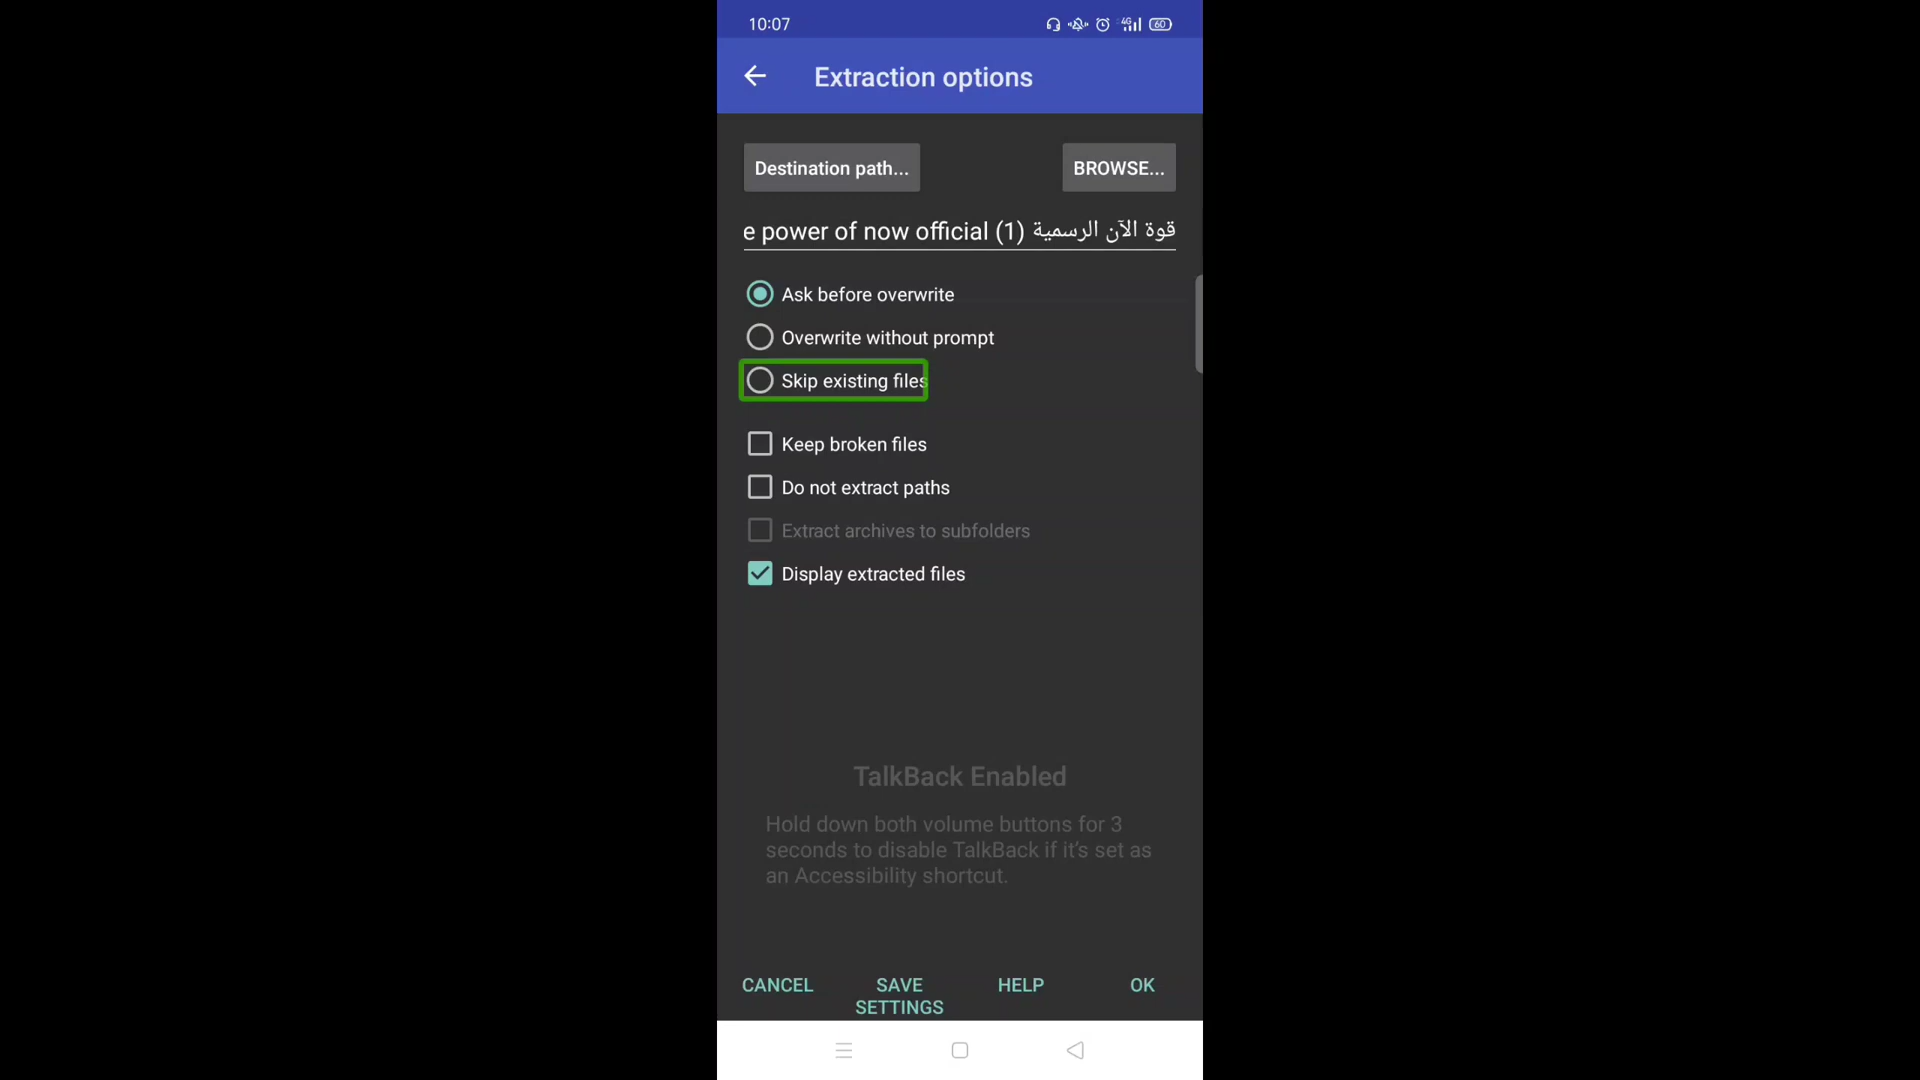 10:07
4G 60
Extraction options
Destination path...
BROWSE...
e power of now official (1) قوة الآن الرسمية
Ask before overwrite
Overwrite without prompt
Skip existing files
Keep broken files
Do not extract paths
Extract archives to subfolders
Display extracted files
TalkBack Enabled
Hold down both volume buttons for 3
seconds to disable TalkBack if it's set as
an Accessibility shortcut.
CANCEL
SAVE
SETTINGS
HELP
OK